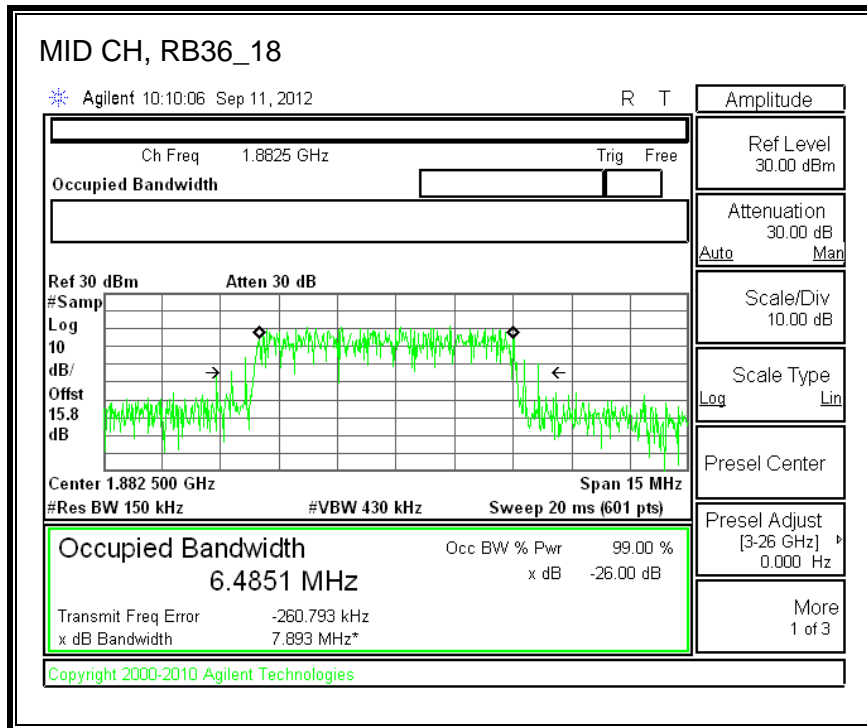 MID CH, RB36_18
Agilent 10:10:06 Sep 11, 2012 R T
Ch Freq 1.8825 GHz Trig Free
Occupied Bandwidth
Ref 30 dBm Atten 30 dB
#Samp
Log
10
dB/
Offst
15.8
dB
Center 1.882 500 GHz Span 15 MHz
#Res BW 150 kHz #VBW 430 kHz Sweep 20 ms (601 pts)
Occupied Bandwidth Occ BW % Pwr 99.00 %
6.4851 MHz x dB -26.00 dB
Transmit Freq Error -260.793 kHz
x dB Bandwidth 7.893 MHz*
Copyright 2000-2010 Agilent Technologies
Amplitude
Ref Level
30.00 dBm
Attenuation
30.00 dB
Auto Man
Scale/Div
10.00 dB
Scale Type
Log Lin
Presel Center
Presel Adjust
[3-26 GHz]
0.000 Hz
More
1 of 3